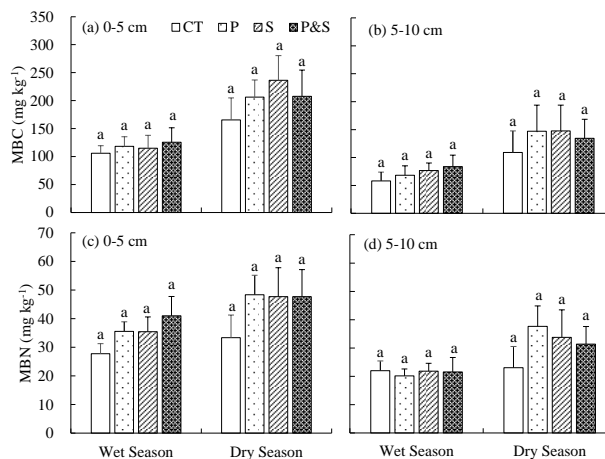 (a) 0-5 cm CT P S P&S
(b) 5-10 cm
MBC (mg kg⁻¹)
350
300
250
200
150
100
50
0
a a a a a a a a
a a a a a a a a
(c) 0-5 cm
(d) 5-10 cm
MBN (mg kg⁻¹)
70
60
50
40
30
20
10
0
a a a a a a a a
a a a a a a a a
Wet Season Dry Season Wet Season Dry Season